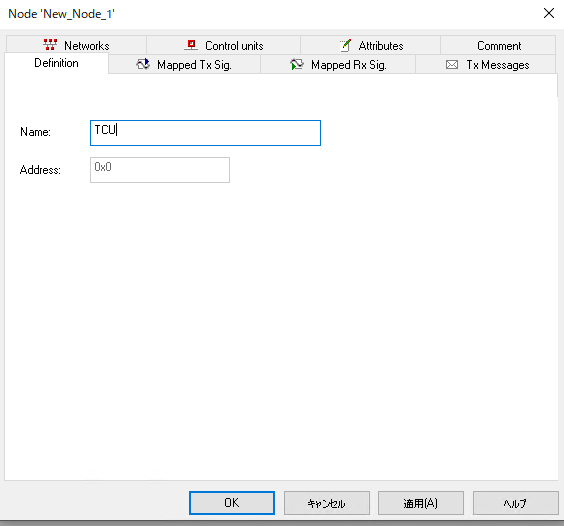 Node 'New_Node_1'
Networks Control units Attributes Comment
Definition Mapped Tx Sig. Mapped Rx Sig. Tx Messages
Name: TCU
Address: 0x0
OK キャンセル 適用(A) ヘルプ